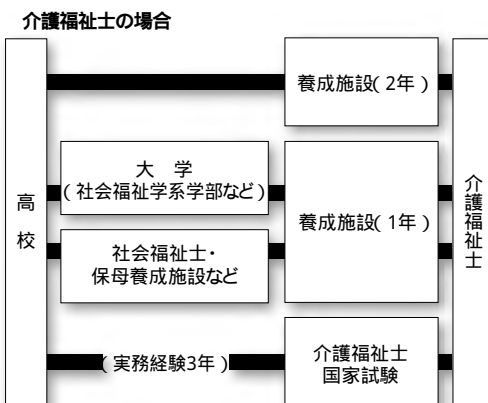 介護福祉士の場合
高校
養成施設(2年)
大　学
(社会福祉学系学部など)
社会福祉士・
保母養成施設など
養成施設(1年)
(実務経験3年)
介護福祉士
国家試験
介護福祉士